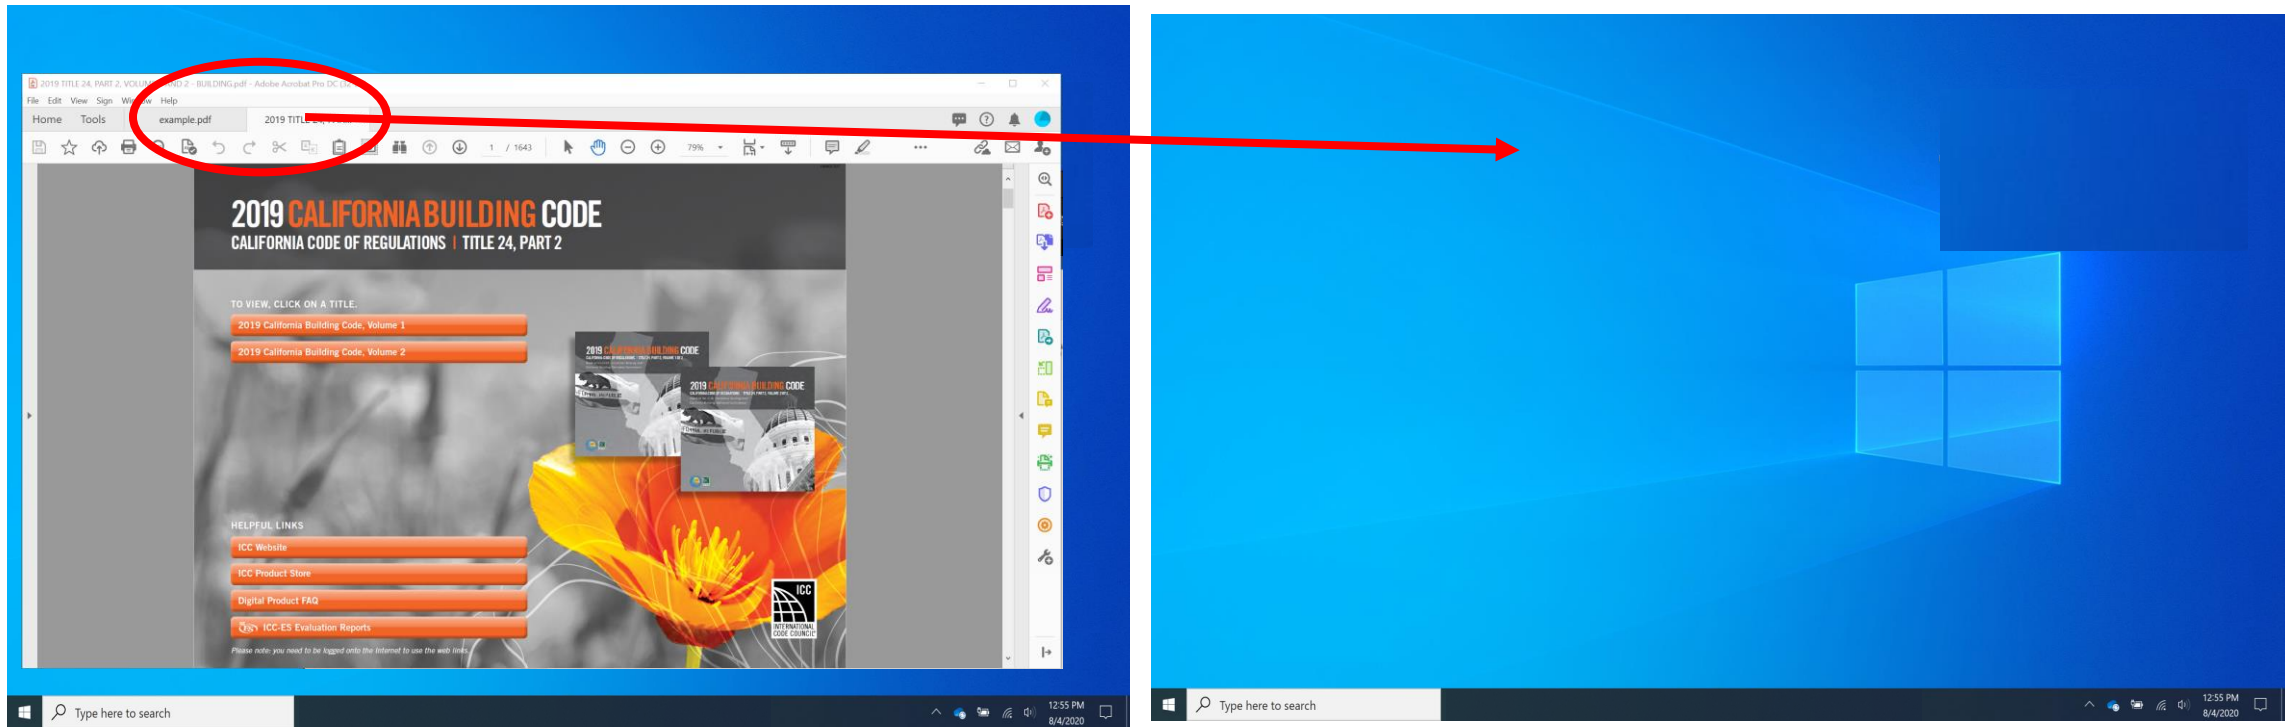 2019 TITLE 24, PART 2, VOLUM AND 2 - BUILDING.pdf - Adobe Acrobat Pro DC (32
File Edit View Sign Window Help
Home Tools example.pdf 2019 TITLE 24, PA
1 / 1643 79%
2019 CALIFORNIA BUILDING CODE
CALIFORNIA CODE OF REGULATIONS | TITLE 24, PART 2
TO VIEW, CLICK ON A TITLE.
2019 California Building Code, Volume 1
2019 California Building Code, Volume 2
2019 CALIFORNIA BUILDING CODE
2019 CALIFORNIA BUILDING CODE
HELPFUL LINKS
ICC Website
ICC Product Store
Digital Product FAQ
ICC-ES Evaluation Reports
Please note: you need to be logged onto the Internet to use the web links.
ICC
INTERNATIONAL
CODE COUNCIL
Type here to search
12:55 PM
8/4/2020
Type here to search
12:55 PM
8/4/2020